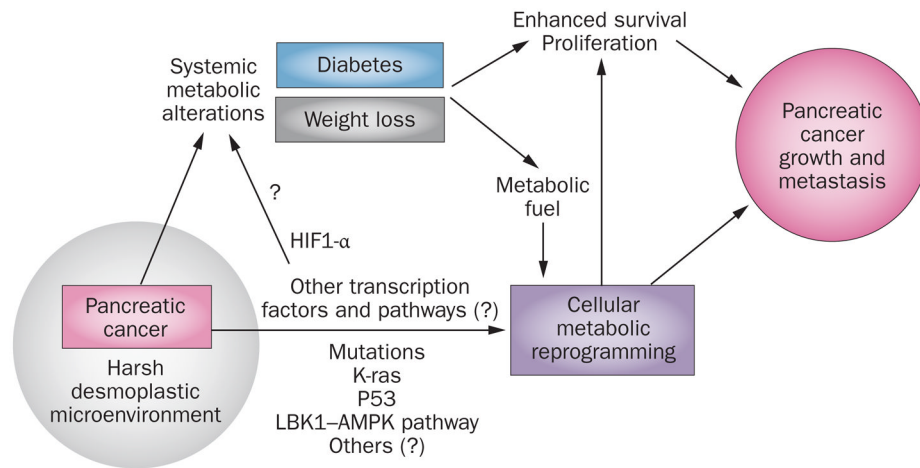 Enhanced survival
Proliferation
Systemic
metabolic
alterations
Diabetes
Weight loss
Pancreatic
cancer
growth and
metastasis
Metabolic
fuel
?
HIF1-α
Other transcription
factors and pathways (?)
Pancreatic
cancer
Harsh
desmoplastic
microenvironment
Mutations
K-ras
P53
LBK1–AMPK pathway
Others (?)
Cellular
metabolic
reprogramming